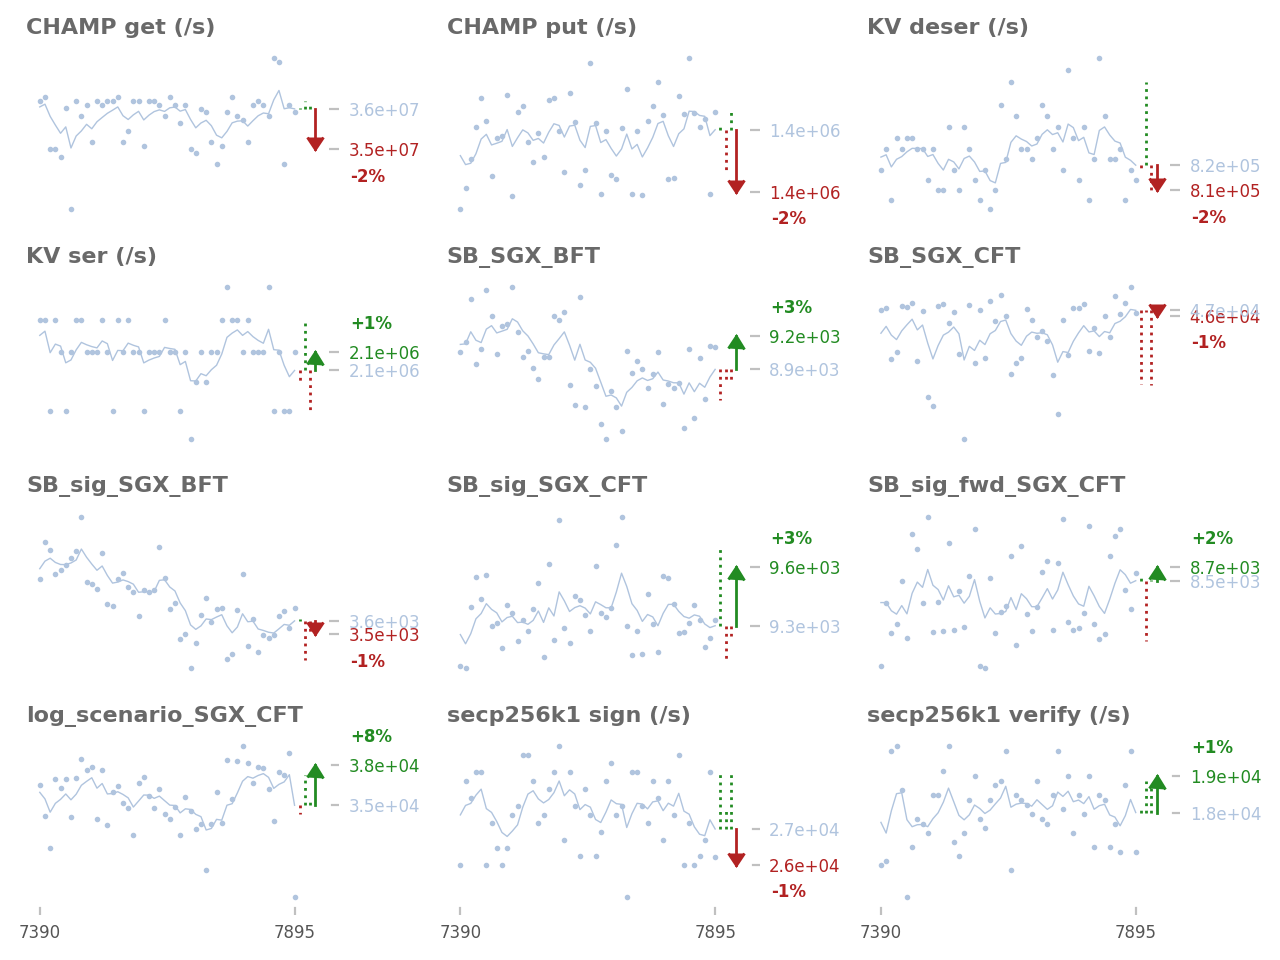 CHAMP get (/s)
3.6e+07
3.5e+07
-2%
CHAMP put (/s)
1.4e+06
1.4e+06
-2%
KV deser (/s)
8.2e+05
8.1e+05
-2%
KV ser (/s)
+1%
2.1e+06
2.1e+06
SB_SGX_BFT
+3%
9.2e+03
8.9e+03
SB_SGX_CFT
4.7e+04
4.6e+04
-1%
SB_sig_SGX_BFT
3.6e+03
3.5e+03
-1%
SB_sig_SGX_CFT
+3%
9.6e+03
9.3e+03
SB_sig_fwd_SGX_CFT
+2%
8.7e+03
8.5e+03
log_scenario_SGX_CFT
+8%
3.8e+04
3.5e+04
7390
7895
secp256k1 sign (/s)
2.7e+04
2.6e+04
-1%
7390
7895
secp256k1 verify (/s)
+1%
1.9e+04
1.8e+04
7390
7895